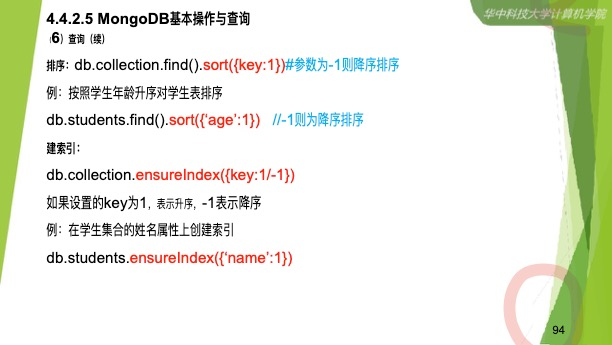 华中科技大学计算机学院
4.4.2.5 MongoDB基本操作与查询
（6）查询（续）
排序：db.collection.find().sort({key:1})#参数为-1则降序排序
例：按照学生年龄升序对学生表排序
db.students.find().sort({‘age’:1}) //-1则为降序排序
建索引：
db.collection.ensureIndex({key:1/-1})
如果设置的key为1，表示升序，-1表示降序
例：在学生集合的姓名属性上创建索引
db.students.ensureIndex({‘name’:1})
94